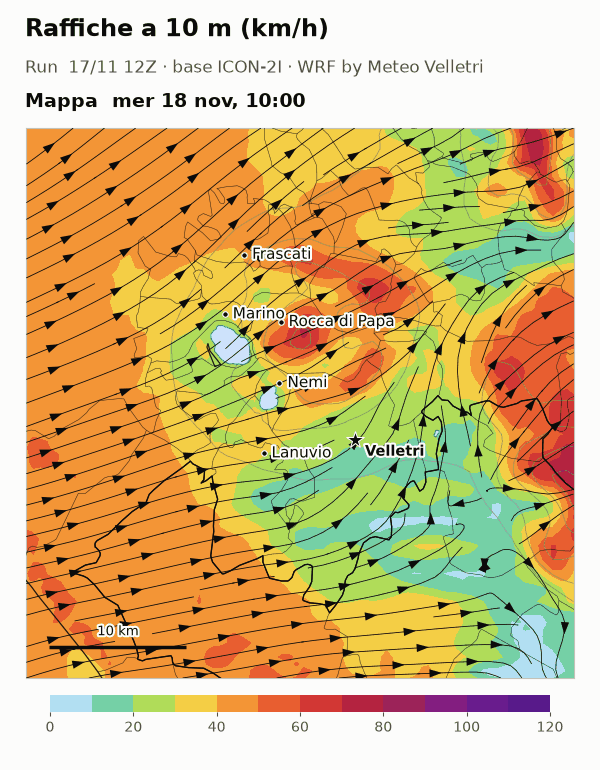 Raffiche a 10 m (km/h)
Run  17/11 12Z · base ICON-2I · WRF by Meteo Velletri
Mappa  mer 18 nov, 10:00
Frascati
Marino
Rocca di Papa
Nemi
Velletri
Lanuvio
10 km
0 20 40 60 80 100 120